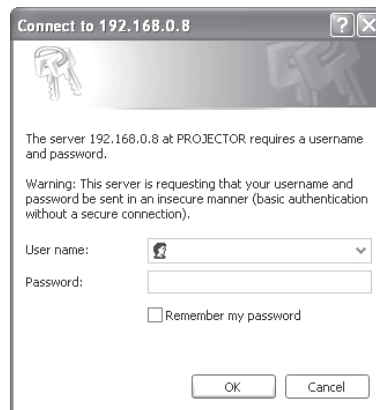 Connect to 192.168.0.8
The server 192.168.0.8 at PROJECTOR requires a username
and password.
Warning: This server is requesting that your username and
password be sent in an insecure manner (basic authentication
without a secure connection).
User name:
Password:
Remember my password
OK Cancel